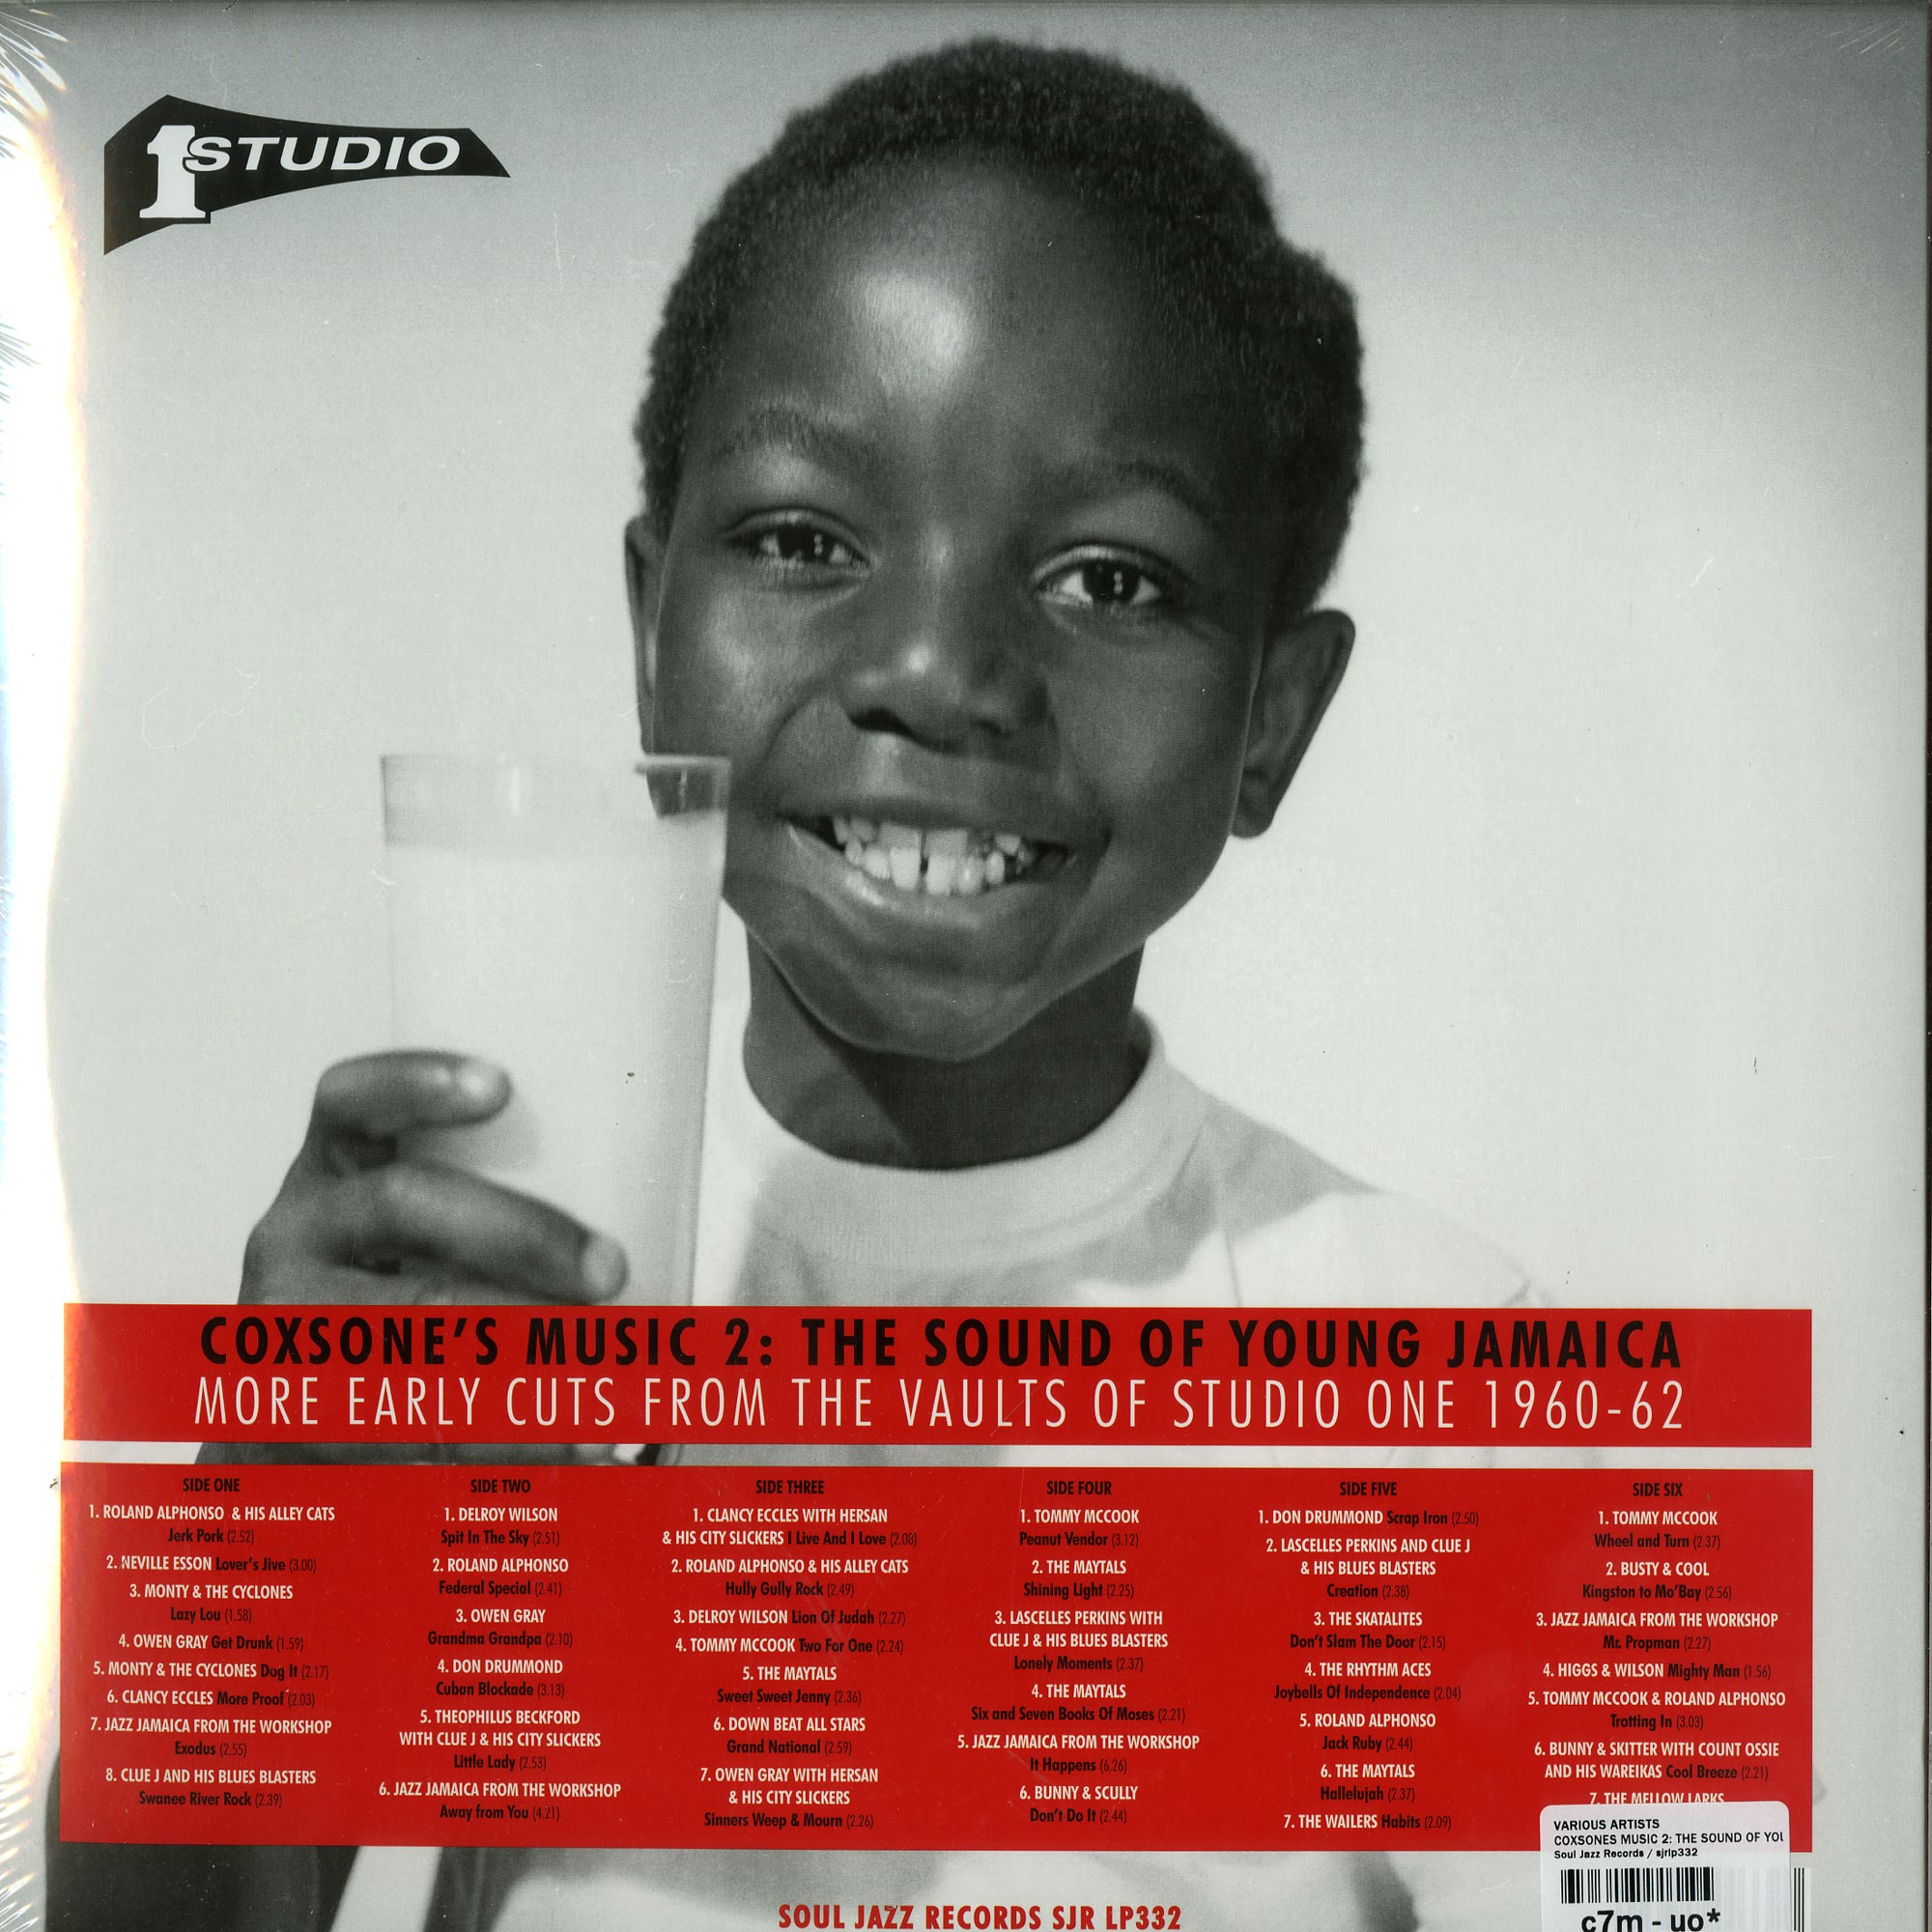 1STUDIO
COXSONE'S MUSIC 2: THE SOUND OF YOUNG JAMAICA
MORE EARLY CUTS FROM THE VAULTS OF STUDIO ONE 1960-62
SIDE ONE
1. ROLAND ALPHONSO & HIS ALLEY CATS
Jerk Pork (2.52)
2. NEVILLE ESSON Lover's Jive (3.00)
3. MONTY & THE CYCLONES
Lazy Lou (1.58)
4. OWEN GRAY Get Drunk (1.59)
5. MONTY & THE CYCLONES Dog It (2.17)
6. CLANCY ECCLES More Proof (2.03)
7. JAZZ JAMAICA FROM THE WORKSHOP
Exodus (2.55)
8. CLUE J AND HIS BLUES BLASTERS
Swanee River Rock (2.39)
SIDE TWO
1. DELROY WILSON
Spit In The Sky (2.51)
2. ROLAND ALPHONSO
Federal Special (2.41)
3. OWEN GRAY
Grandma Grandpa (2.10)
4. DON DRUMMOND
Cuban Blockade (3.13)
5. THEOPHILUS BECKFORD
WITH CLUE J & HIS CITY SLICKERS
Little Lady (2.53)
6. JAZZ JAMAICA FROM THE WORKSHOP
Away from You (4.21)
SIDE THREE
1. CLANCY ECCLES WITH HERSAN
& HIS CITY SLICKERS I Live And I Love (2.08)
2. ROLAND ALPHONSO & HIS ALLEY CATS
Hully Gully Rock (2.49)
3. DELROY WILSON Lion Of Judah (2.27)
4. TOMMY MCCOOK Two For One (2.24)
5. THE MAYTALS
Sweet Sweet Jenny (2.36)
6. DOWN BEAT ALL STARS
Grand National (2.59)
7. OWEN GRAY WITH HERSAN
& HIS CITY SLICKERS
Sinners Weep & Mourn (2.26)
SIDE FOUR
1. TOMMY MCCOOK
Peanut Vendor (3.12)
2. THE MAYTALS
Shining Light (2.25)
3. LASCELLES PERKINS WITH
CLUE J & HIS BLUES BLASTERS
Lonely Moments (2.37)
4. THE MAYTALS
Six and Seven Books Of Moses (2.21)
5. JAZZ JAMAICA FROM THE WORKSHOP
It Happens (6.26)
6. BUNNY & SCULLY
Don't Do It (2.44)
SIDE FIVE
1. DON DRUMMOND Scrap Iron (2.50)
2. LASCELLES PERKINS AND CLUE J
& HIS BLUES BLASTERS
Creation (2.38)
3. THE SKATALITES
Don't Slam The Door (2.15)
4. THE RHYTHM ACES
Joybells Of Independence (2.04)
5. ROLAND ALPHONSO
Jack Ruby (2.44)
6. THE MAYTALS
Hallelujah (2.37)
7. THE WAILERS Habits (2.09)
SIDE SIX
1. TOMMY MCCOOK
Wheel and Turn (2.37)
2. BUSTY & COOL
Kingston to Mo'Bay (2.56)
3. JAZZ JAMAICA FROM THE WORKSHOP
Mr. Propman (2.27)
4. HIGGS & WILSON Mighty Man (1.56)
5. TOMMY MCCOOK & ROLAND ALPHONSO
Trotting In (3.03)
6. BUNNY & SKITTER WITH COUNT OSSIE
AND HIS WAREIKAS Cool Breeze (2.21)
7. THE MELLOW LARKS
VARIOUS ARTISTS
COXSONES MUSIC 2: THE SOUND OF YOU
Soul Jazz Records / sjrlp332
c7m - uo*
SOUL JAZZ RECORDS SJR LP332